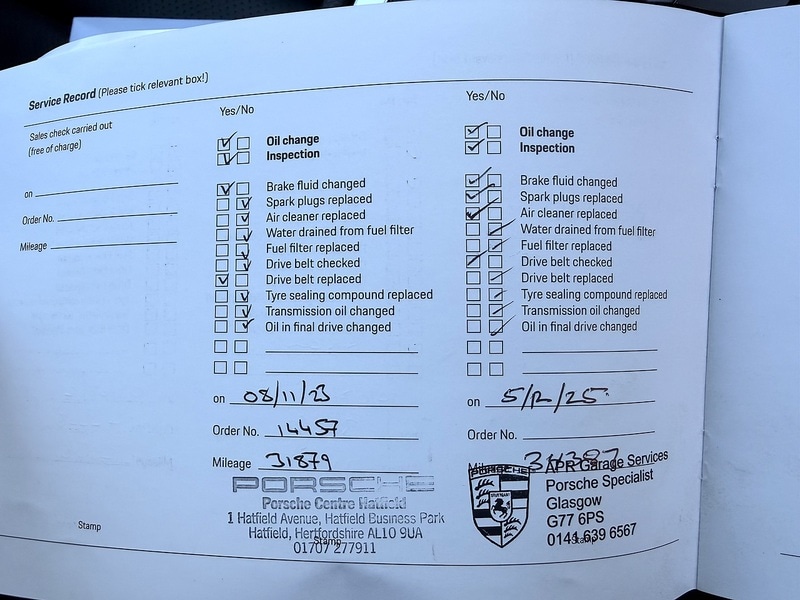 Service Record (Please tick relevant box!)
Sales check carried out
(free of charge)
on
Order No.
Mileage
Stamp
Yes/No
Oil change
Inspection
Brake fluid changed
Spark plugs replaced
Air cleaner replaced
Water drained from fuel filter
Fuel filter replaced
Drive belt checked
Drive belt replaced
Tyre sealing compound replaced
Transmission oil changed
Oil in final drive changed
on 08/11/23
Order No. 14457
Mileage 31879
PORSCHE
Porsche Centre Hatfield
1 Hatfield Avenue, Hatfield Business Park
Hatfield, Hertfordshire AL10 9UA
Stamp
01707 277911
Yes/No
Oil change
Inspection
Brake fluid changed
Spark plugs replaced
Air cleaner replaced
Water drained from fuel filter
Fuel filter replaced
Drive belt checked
Drive belt replaced
Tyre sealing compound replaced
Transmission oil changed
Oil in final drive changed
on 5/12/25
Order No.
Mileage
PORSCHE
APR Garage Services
Porsche Specialist
Glasgow
G77 6PS
0141 639 6567
Stamp